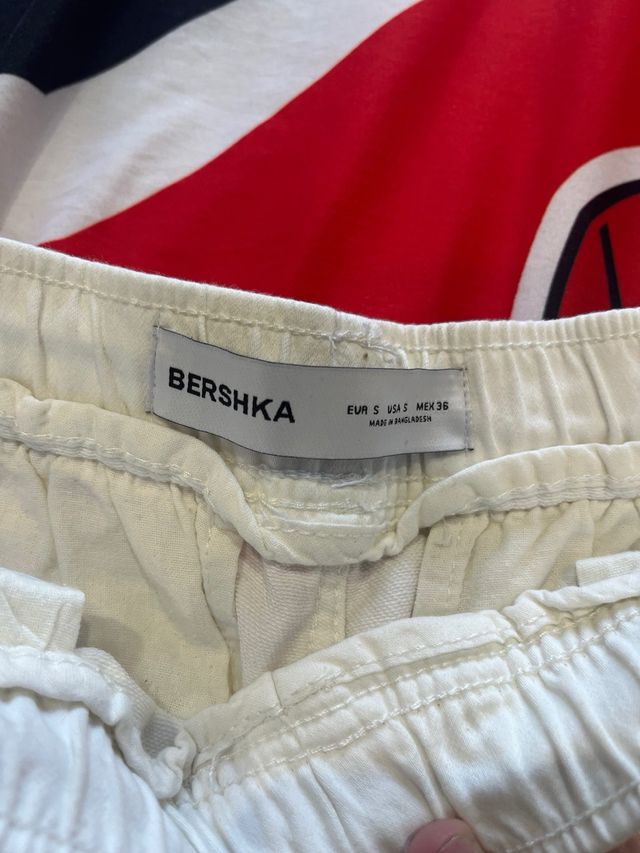 BERSHKA
EUR S USA S MEX 36
MADE IN BANGLADESH